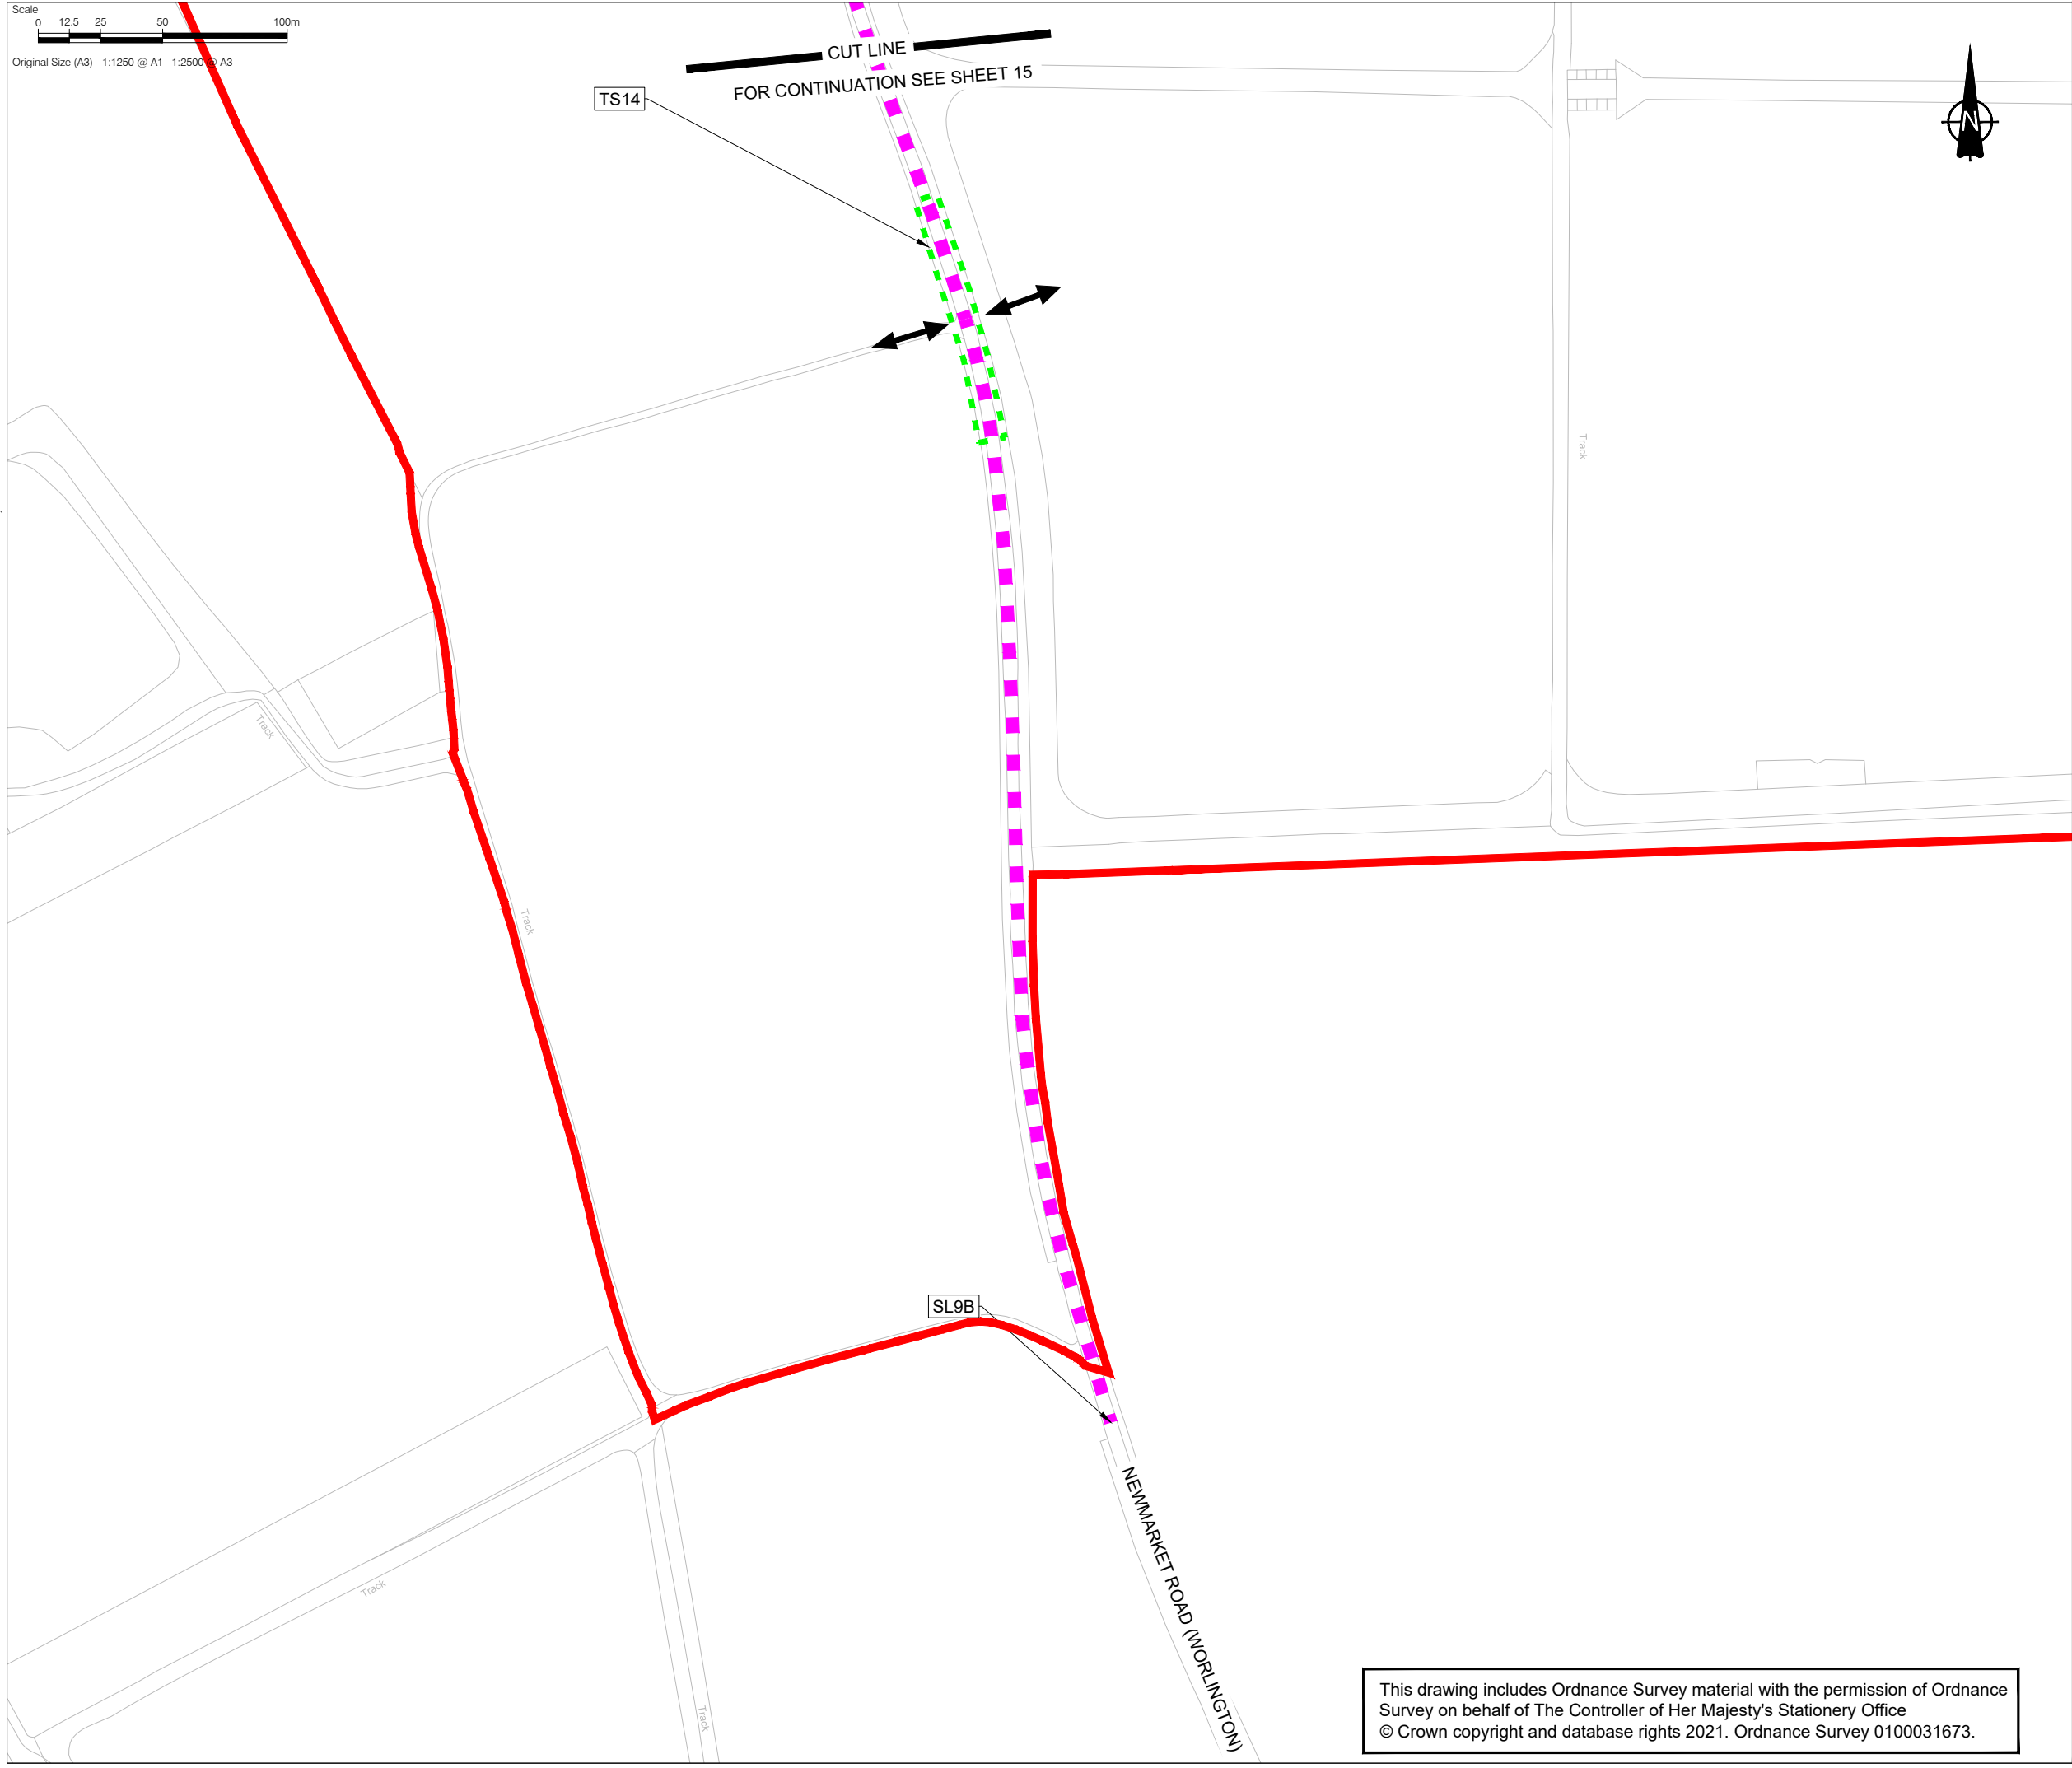 Scale
0 12.5 25 50 100m
Original Size (A3) 1:1250 @ A1 1:2500 @ A3
CUT LINE
FOR CONTINUATION SEE SHEET 15
TS14
N
Track
Track
Track
SL9B
NEWMARKET ROAD (WORLINGTON)
Track
Track
This drawing includes Ordnance Survey material with the permission of Ordnance
Survey on behalf of The Controller of Her Majesty's Stationery Office
© Crown copyright and database rights 2021. Ordnance Survey 0100031673.